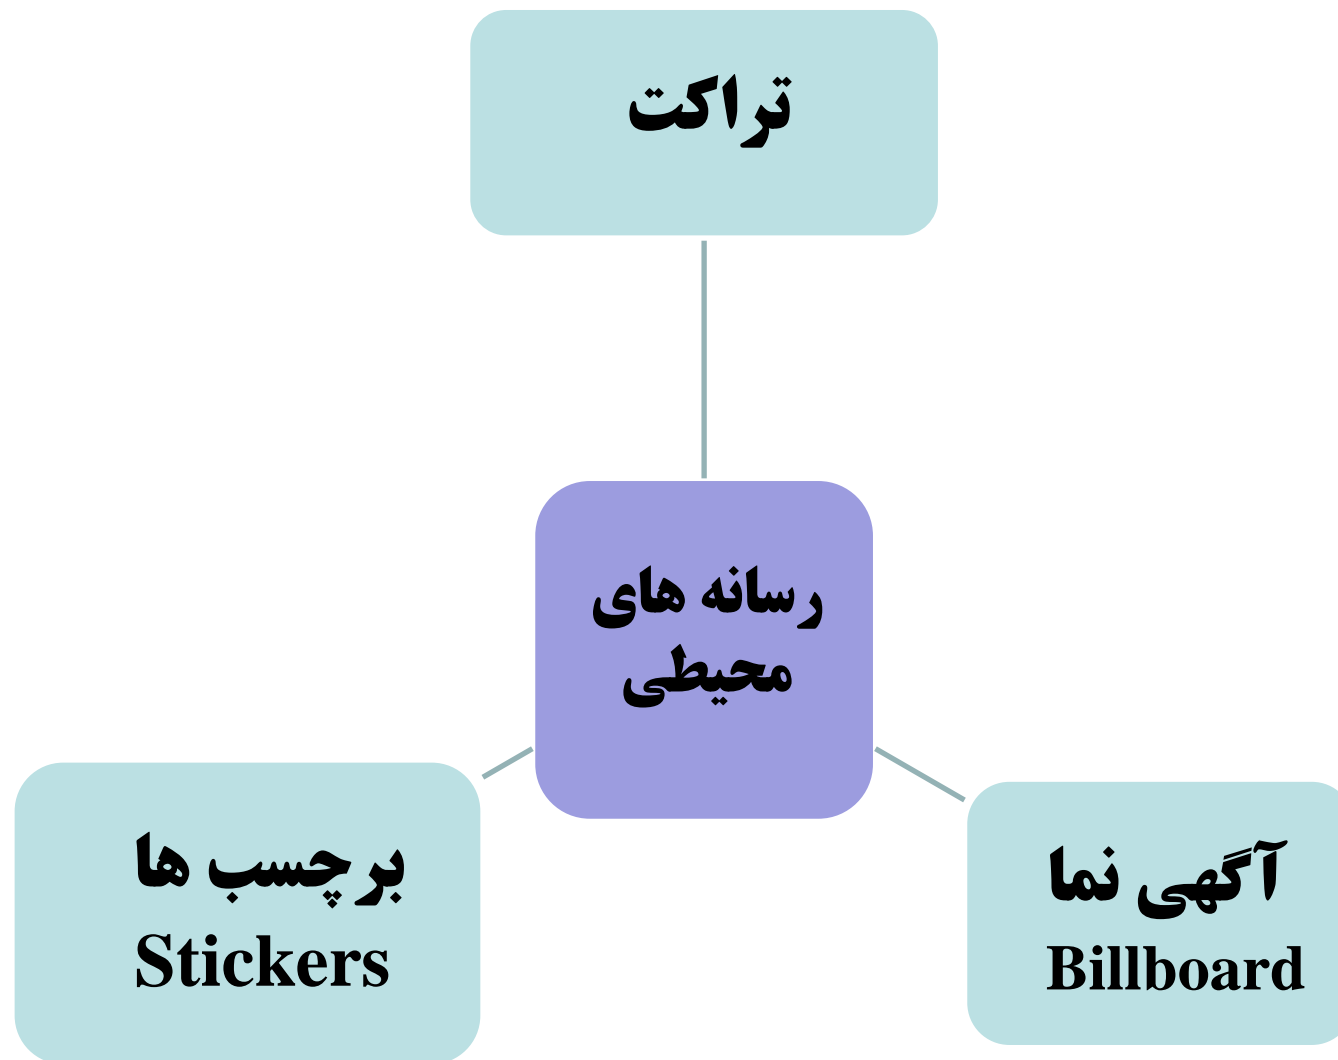 تراکت
رسانه های
محیطی
برچسب ها
Stickers
آگهی نما
Billboard